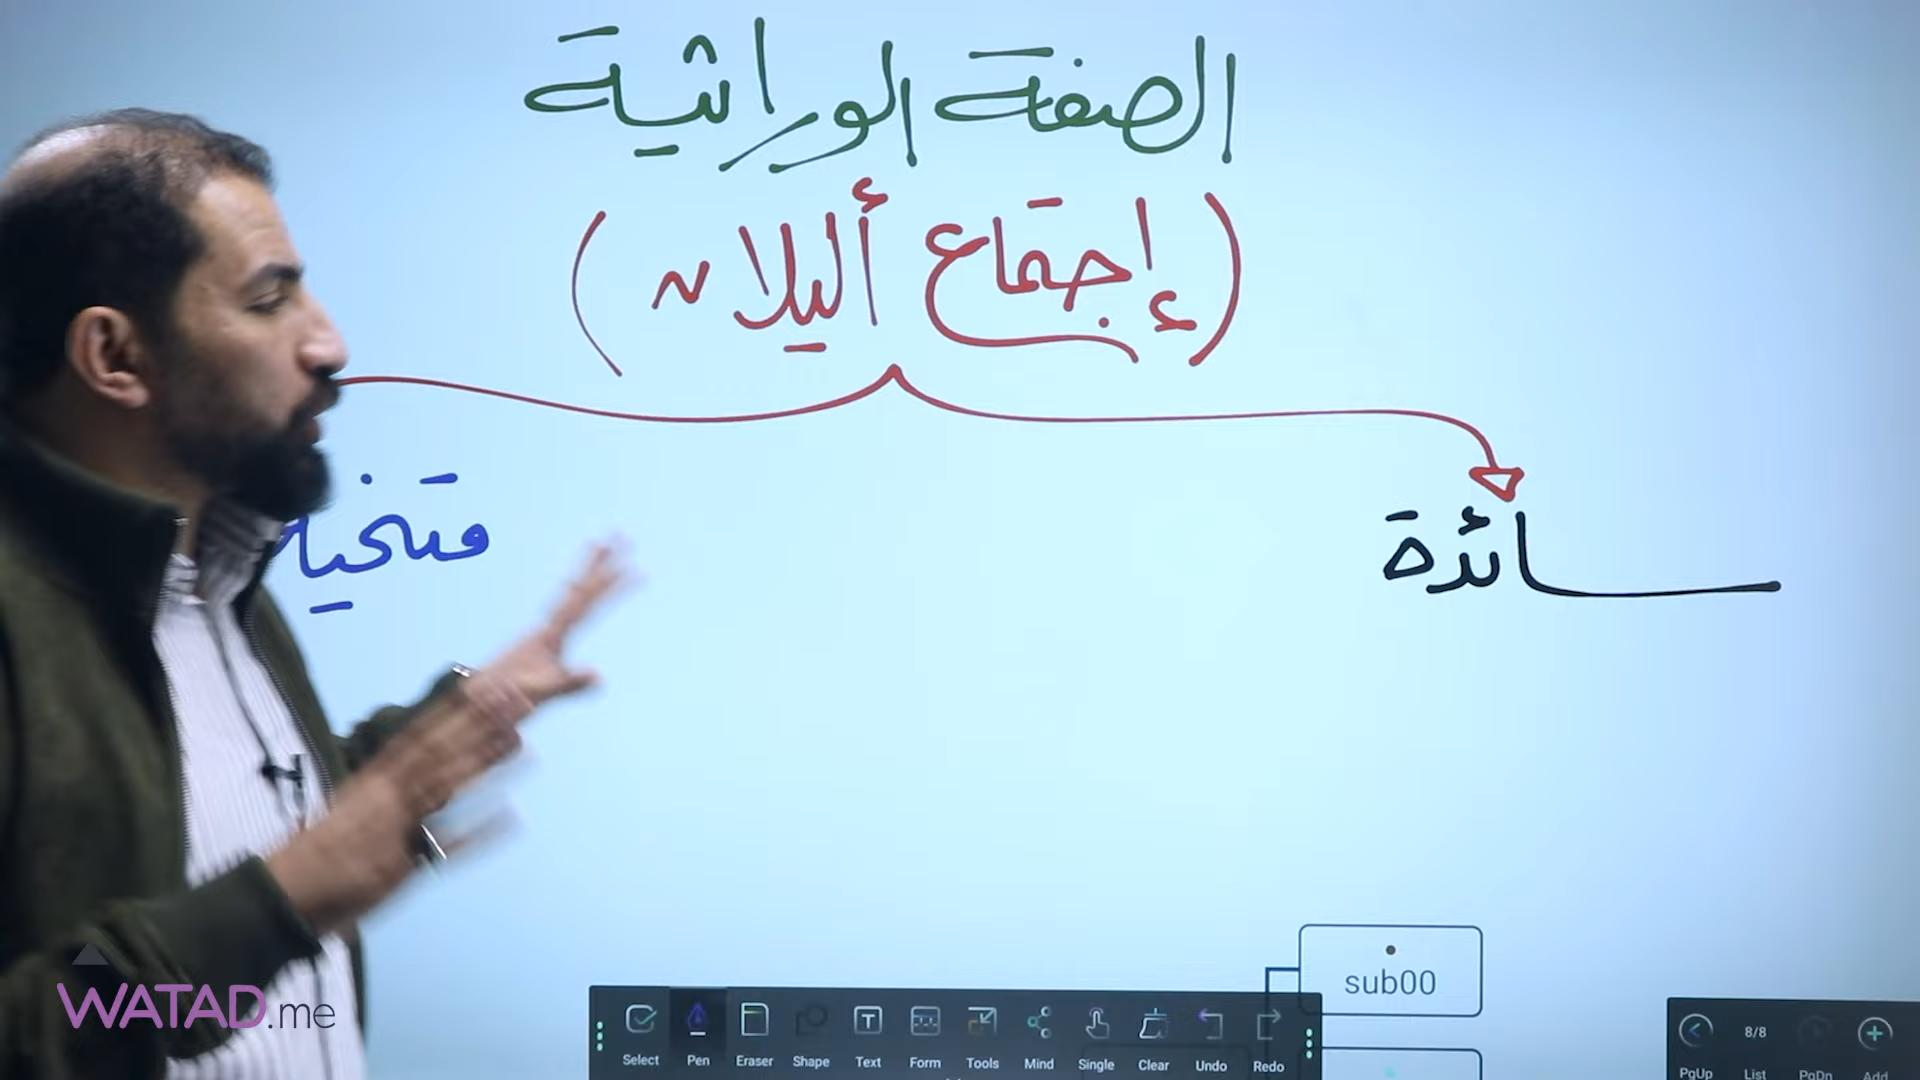 الصفة الوراثية
(إجتماع أليلان)
سائدة
متنحية
sub00
Select Pen Eraser Shape Text Form Tools Mind Single Clear Undo Redo
8/8
PgUp List PgDn Add
WATAD.me